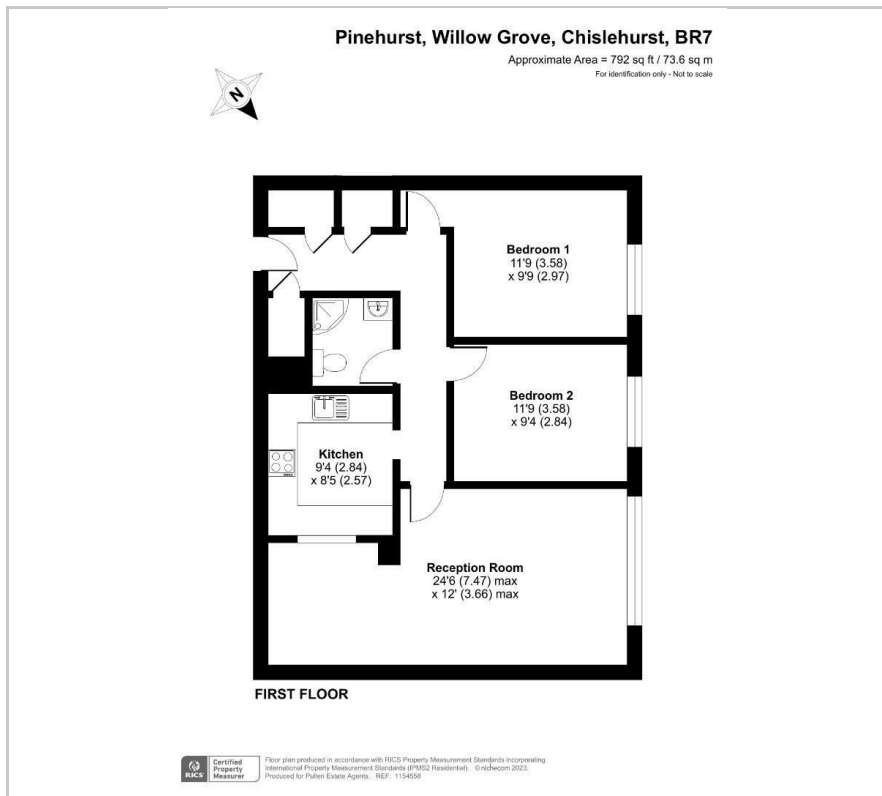 Pinehurst, Willow Grove, Chislehurst, BR7
Approximate Area = 792 sq ft / 73.6 sq m
For identification only - Not to scale
N
Bedroom 1
11'9 (3.58)
x 9'9 (2.97)
Bedroom 2
11'9 (3.58)
x 9'4 (2.84)
Kitchen
9'4 (2.84)
x 8'5 (2.57)
Reception Room
24'6 (7.47) max
x 12' (3.66) max
FIRST FLOOR
RICS
Certified
Property
Measurer
Floor plan produced in accordance with RICS Property Measurement Standards incorporating
International Property Measurement Standards (IPMS2 Residential). ©nichecom 2023.
Produced for Pullen Estate Agents. REF: 1154558